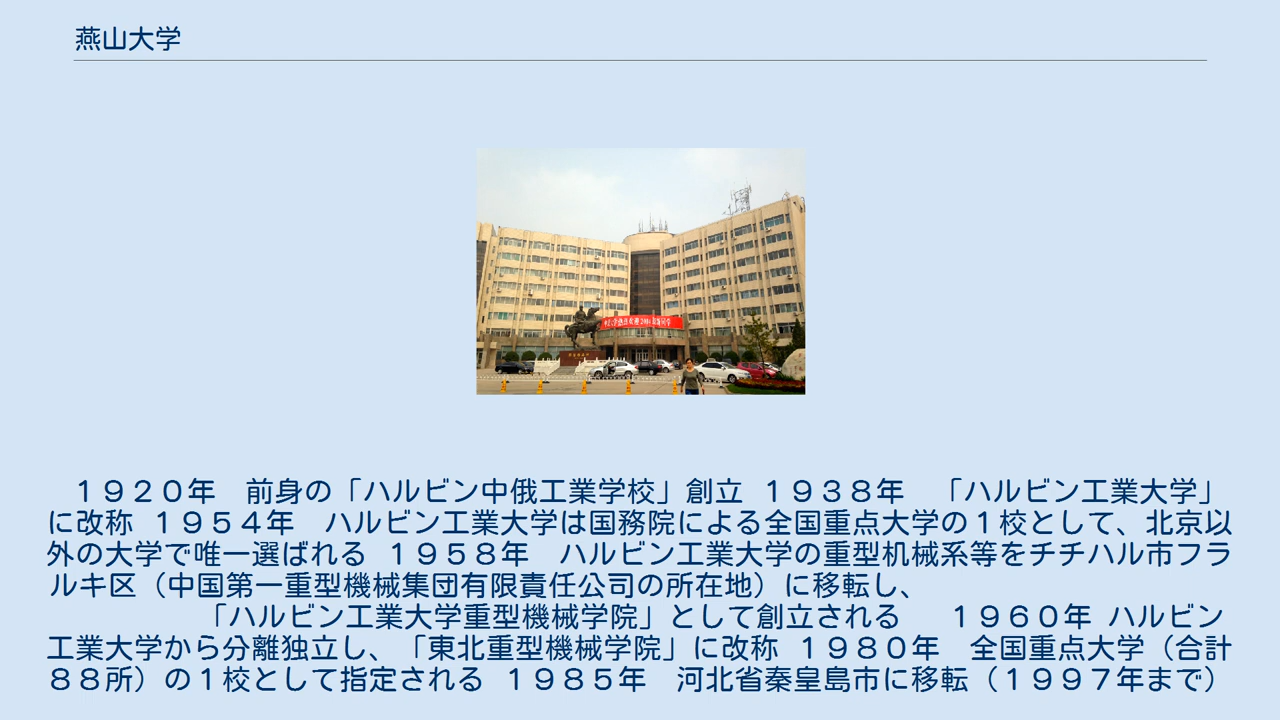 燕山大学
１９２０年　前身の「ハルビン中俄工業学校」創立 １９３８年　「ハルビン工業大学」
に改称 １９５４年　ハルビン工業大学は国務院による全国重点大学の１校として、北京以
外の大学で唯一選ばれる １９５８年　ハルビン工業大学の重型机械系等をチチハル市フラ
ルキ区（中国第一重型機械集団有限責任公司の所在地）に移転し、
「ハルビン工業大学重型機械学院」として創立される　１９６０年 ハルビン
工業大学から分離独立し、「東北重型機械学院」に改称 １９８０年　全国重点大学（合計
８８所）の１校として指定される １９８５年　河北省秦皇島市に移転（１９９７年まで）